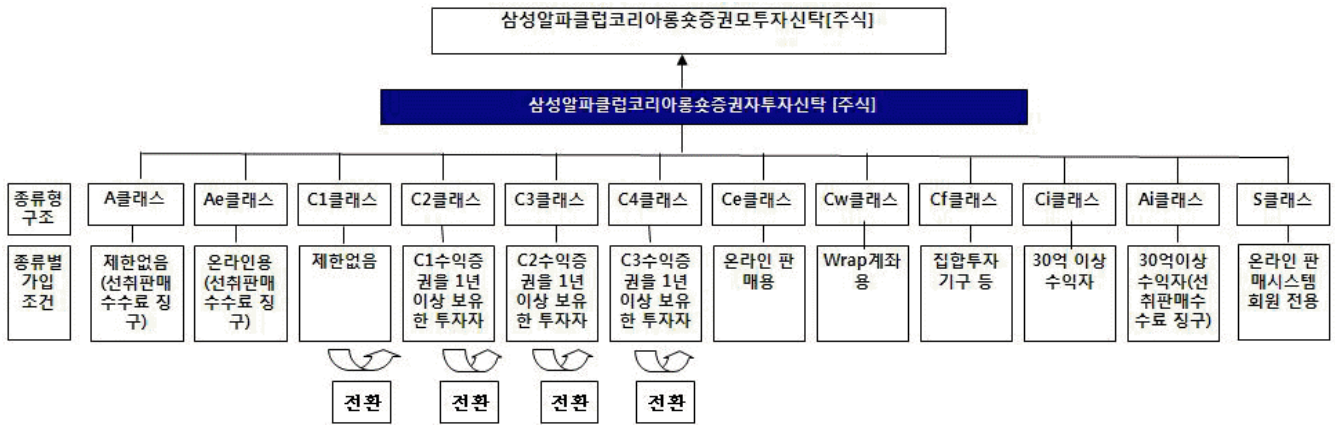 삼성알파클럽코리아롱숏증권모투자신탁[주식]
삼성알파클럽코리아롱숏증권자투자신탁 [주식]
종류형
구조
A클래스
Ae클래스
C1클래스
C2클래스
C3클래스
C4클래스
Ce클래스
Cw클래스
Cf클래스
Ci클래스
Ai클래스
S클래스
종류별
가입
조건
제한없음
(선취판매
수수료 징
구)
온라인용
(선취판매
수수료 징
구)
제한없음
C1수익증
권을 1년
이상 보유
한 투자자
C2수익증
권을 1년
이상 보유
한 투자자
C3수익증
권을 1년
이상 보유
한 투자자
온라인 판
매용
Wrap계좌
용
집합투자
기구 등
30억 이상
수익자
30억이상
수익자(선
취판매수
수료 징구)
온라인 판
매시스템
회원 전용
전환
전환
전환
전환